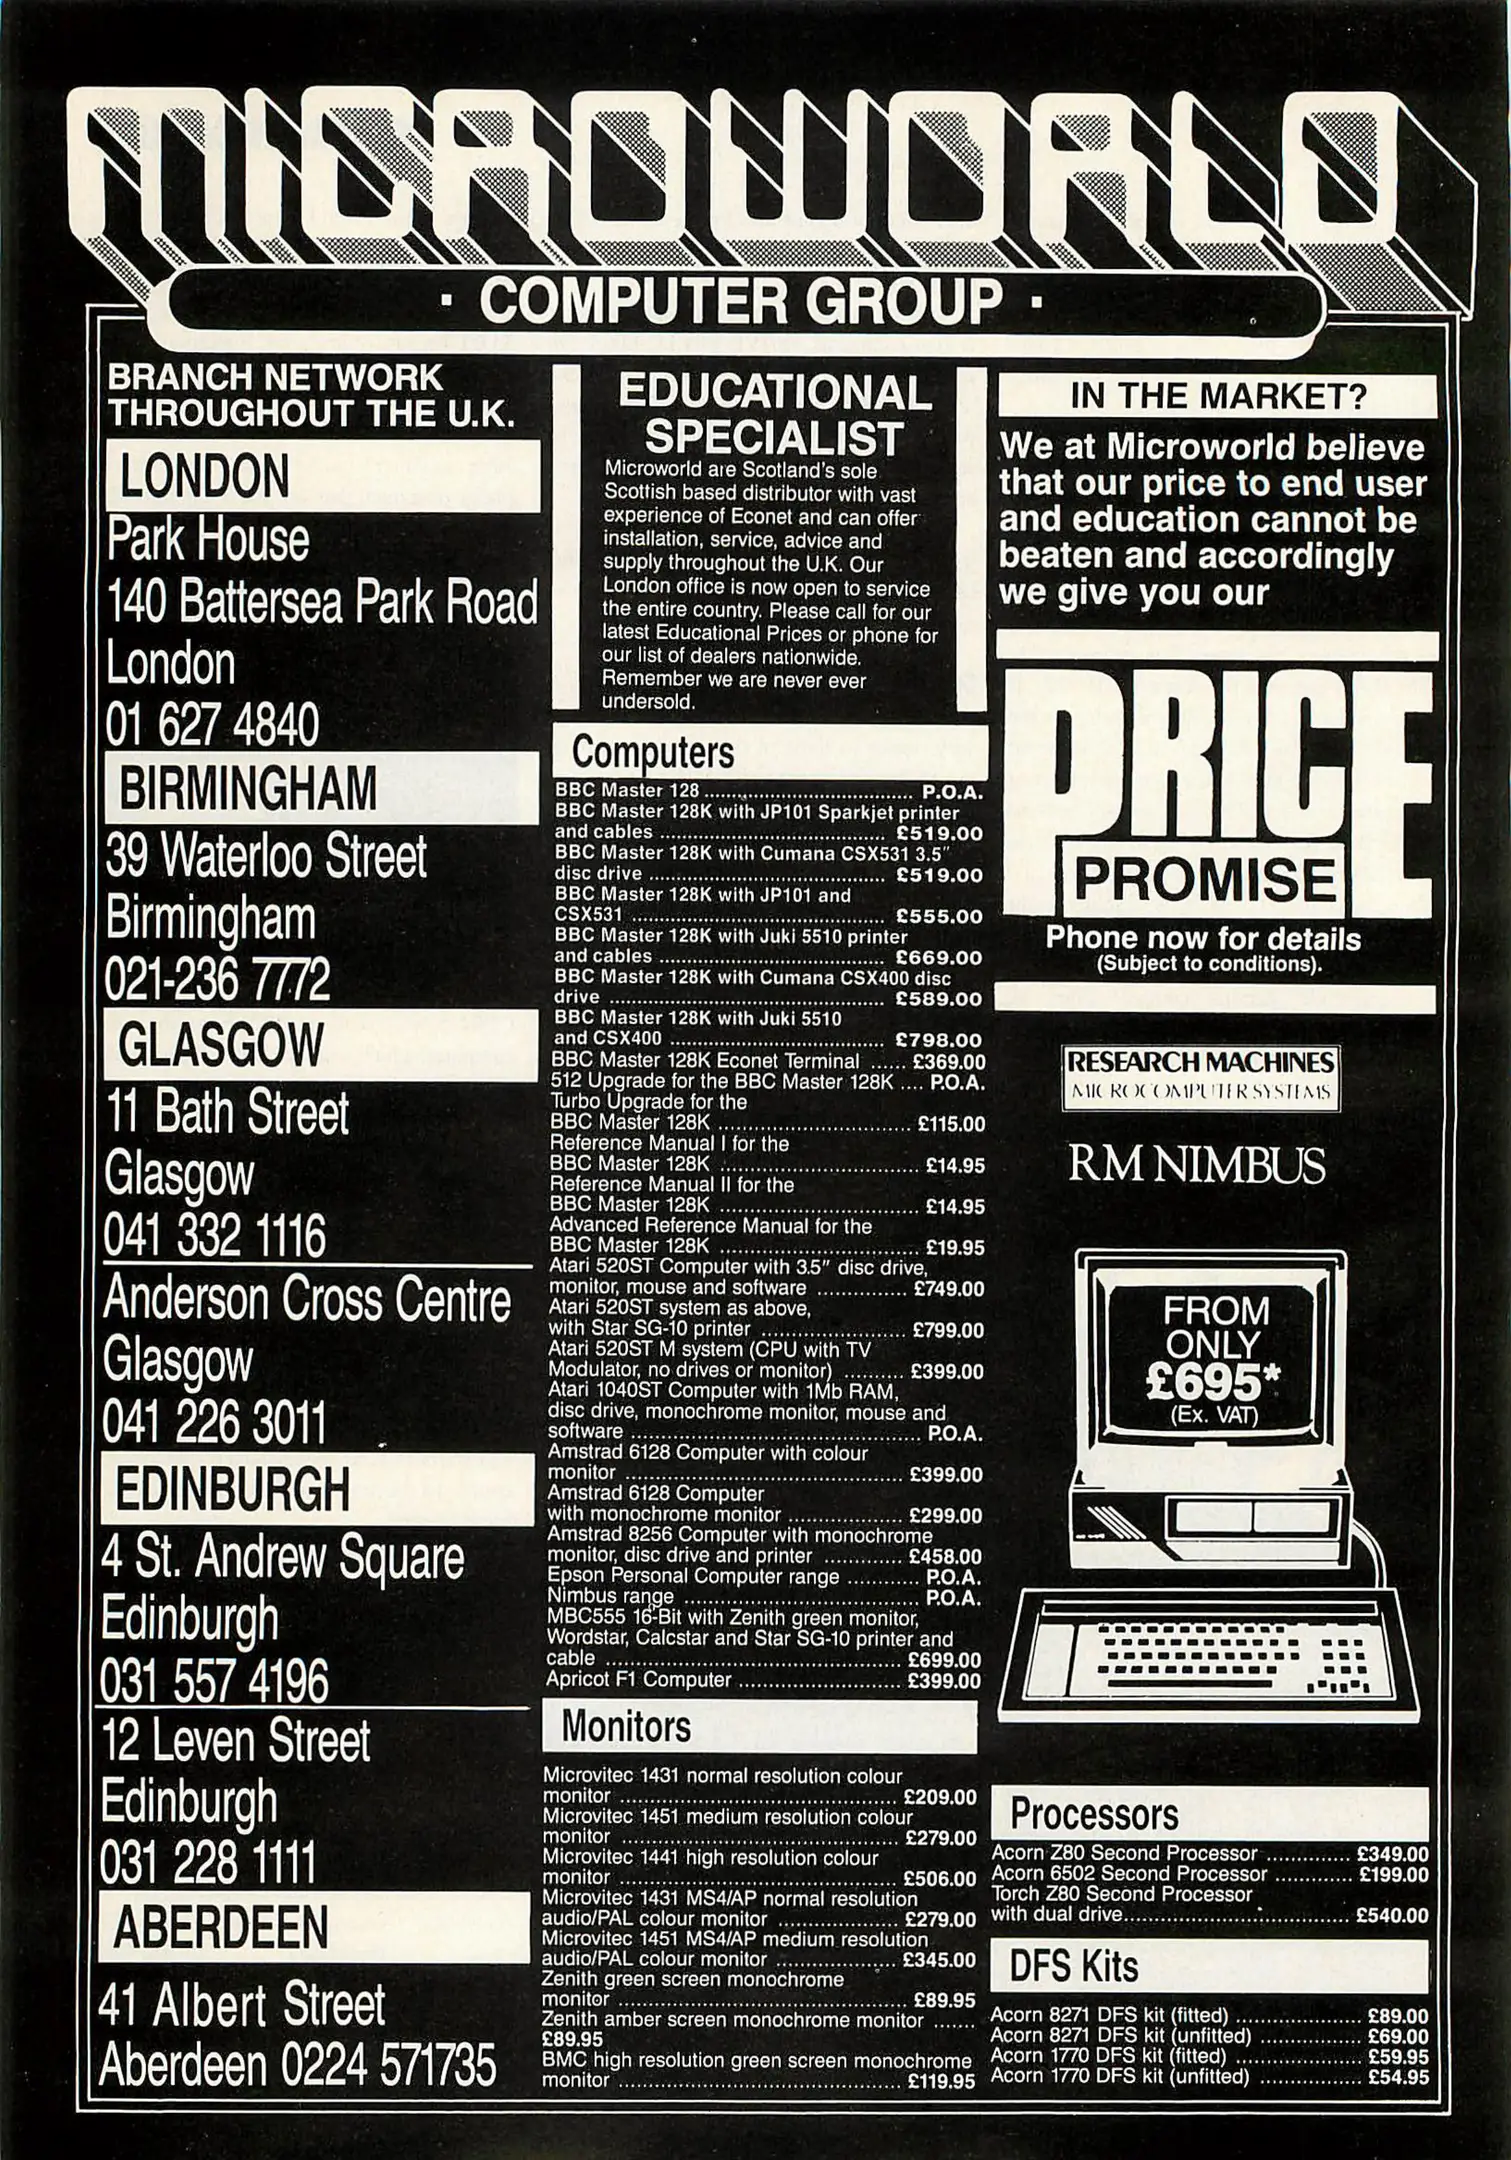 MICROWORLD
· COMPUTER GROUP ·
BRANCH NETWORK
THROUGHOUT THE U.K.
LONDON
Park House
140 Battersea Park Road
London
01 627 4840
BIRMINGHAM
39 Waterloo Street
Birmingham
021-236 7772
GLASGOW
11 Bath Street
Glasgow
041 332 1116
Anderson Cross Centre
Glasgow
041 226 3011
EDINBURGH
4 St. Andrew Square
Edinburgh
031 557 4196
12 Leven Street
Edinburgh
031 228 1111
ABERDEEN
41 Albert Street
Aberdeen 0224 571735
EDUCATIONAL
SPECIALIST
Microworld are Scotland's sole
Scottish based distributor with vast
experience of Econet and can offer
installation, service, advice and
supply throughout the U.K. Our
London office is now open to service
the entire country. Please call for our
latest Educational Prices or phone for
our list of dealers nationwide.
Remember we are never ever
undersold.
Computers
BBC Master 128 ..................................... P.O.A.
BBC Master 128K with JP101 Sparkjet printer
and cables ........................................ £519.00
BBC Master 128K with Cumana CSX531 3.5"
disc drive .......................................... £519.00
BBC Master 128K with JP101 and
CSX531 ............................................. £555.00
BBC Master 128K with Juki 5510 printer
and cables ........................................ £669.00
BBC Master 128K with Cumana CSX400 disc
drive ................................................. £589.00
BBC Master 128K with Juki 5510
and CSX400 ...................................... £798.00
BBC Master 128K Econet Terminal ...... £369.00
512 Upgrade for the BBC Master 128K .... P.O.A.
Turbo Upgrade for the
BBC Master 128K ................................. £115.00
Reference Manual I for the
BBC Master 128K .................................. £14.95
Reference Manual II for the
BBC Master 128K .................................. £14.95
Advanced Reference Manual for the
BBC Master 128K .................................. £19.95
Atari 520ST Computer with 3.5" disc drive,
monitor, mouse and software ............... £749.00
Atari 520ST system as above,
with Star SG-10 printer ........................ £799.00
Atari 520ST M system (CPU with TV
Modulator, no drives or monitor) .......... £399.00
Atari 1040ST Computer with 1Mb RAM,
disc drive, monochrome monitor, mouse and
software ................................................. P.O.A.
Amstrad 6128 Computer with colour
monitor ............................................... £399.00
Amstrad 6128 Computer
with monochrome monitor ................... £299.00
Amstrad 8256 Computer with monochrome
monitor, disc drive and printer ............. £458.00
Epson Personal Computer range ............ P.O.A.
Nimbus range ........................................ P.O.A.
MBC555 16-Bit with Zenith green monitor,
Wordstar, Calcstar and Star SG-10 printer and
cable .................................................. £699.00
Apricot F1 Computer ........................... £399.00
Monitors
Microvitec 1431 normal resolution colour
monitor ............................................... £209.00
Microvitec 1451 medium resolution colour
monitor ............................................... £279.00
Microvitec 1441 high resolution colour
monitor ............................................... £506.00
Microvitec 1431 MS4/AP normal resolution
audio/PAL colour monitor .................... £279.00
Microvitec 1451 MS4/AP medium resolution
audio/PAL colour monitor .................... £345.00
Zenith green screen monochrome
monitor ................................................. £89.95
Zenith amber screen monochrome monitor .......
£89.95
BMC high resolution green screen monochrome
monitor ................................................ £119.95
IN THE MARKET?
We at Microworld believe
that our price to end user
and education cannot be
beaten and accordingly
we give you our
PRICE
PROMISE
Phone now for details
(Subject to conditions).
RESEARCH MACHINES
MICROCOMPUTER SYSTEMS
RM NIMBUS
FROM
ONLY
£695*
(Ex. VAT)
Processors
Acorn Z80 Second Processor .............. £349.00
Acorn 6502 Second Processor ............. £199.00
Torch Z80 Second Processor
with dual drive...................................... £540.00
DFS Kits
Acorn 8271 DFS kit (fitted) ..................... £89.00
Acorn 8271 DFS kit (unfitted) ................. £69.00
Acorn 1770 DFS kit (fitted) ..................... £59.95
Acorn 1770 DFS kit (unfitted) ................. £54.95